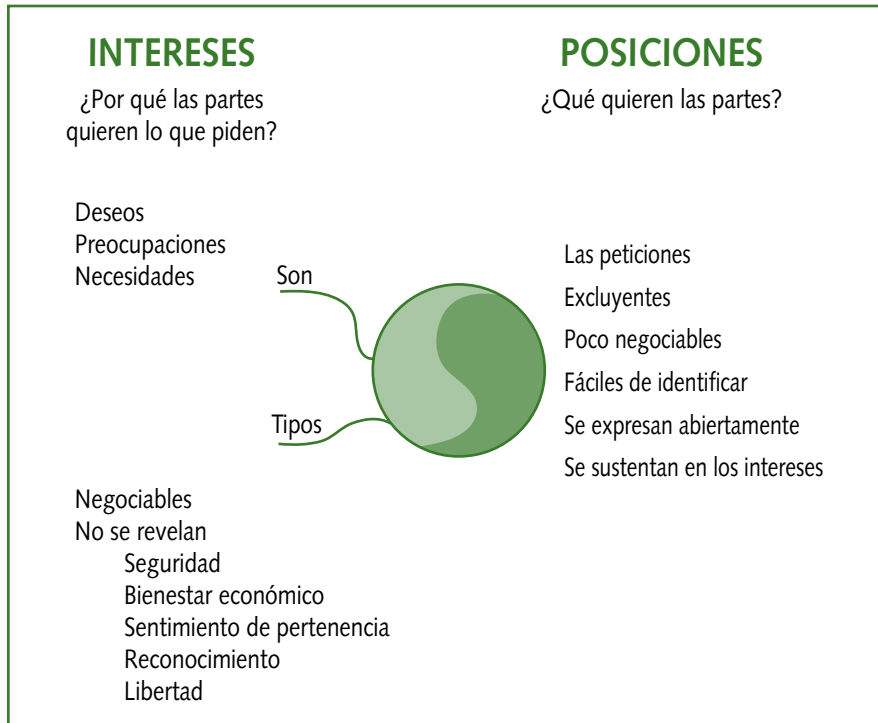 INTERESES
¿Por qué las partes
quieren lo que piden?
Deseos
Preocupaciones
Necesidades
Son
Tipos
Negociables
No se revelan
Seguridad
Bienestar económico
Sentimiento de pertenencia
Reconocimiento
Libertad
POSICIONES
¿Qué quieren las partes?
Las peticiones
Excluyentes
Poco negociables
Fáciles de identificar
Se expresan abiertamente
Se sustentan en los intereses